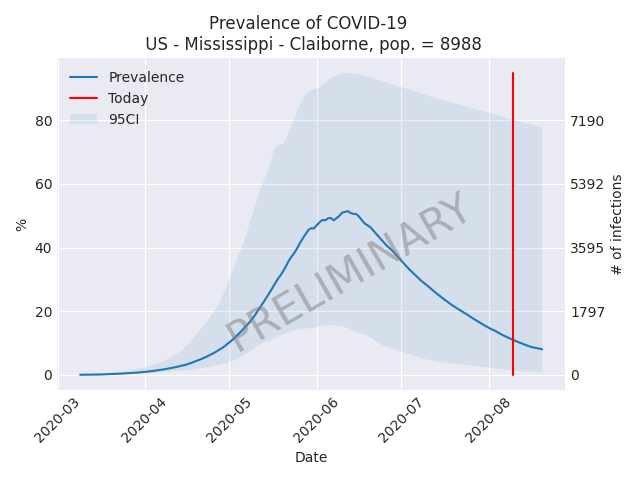 Prevalence of COVID-19
US - Mississippi - Claiborne, pop. = 8988
Prevalence
Today
95CI
80
60
40
20
0
%
7190
5392
3595
1797
0
# of infections
PRELIMINARY
2020-03
2020-04
2020-05
2020-06
2020-07
2020-08
Date